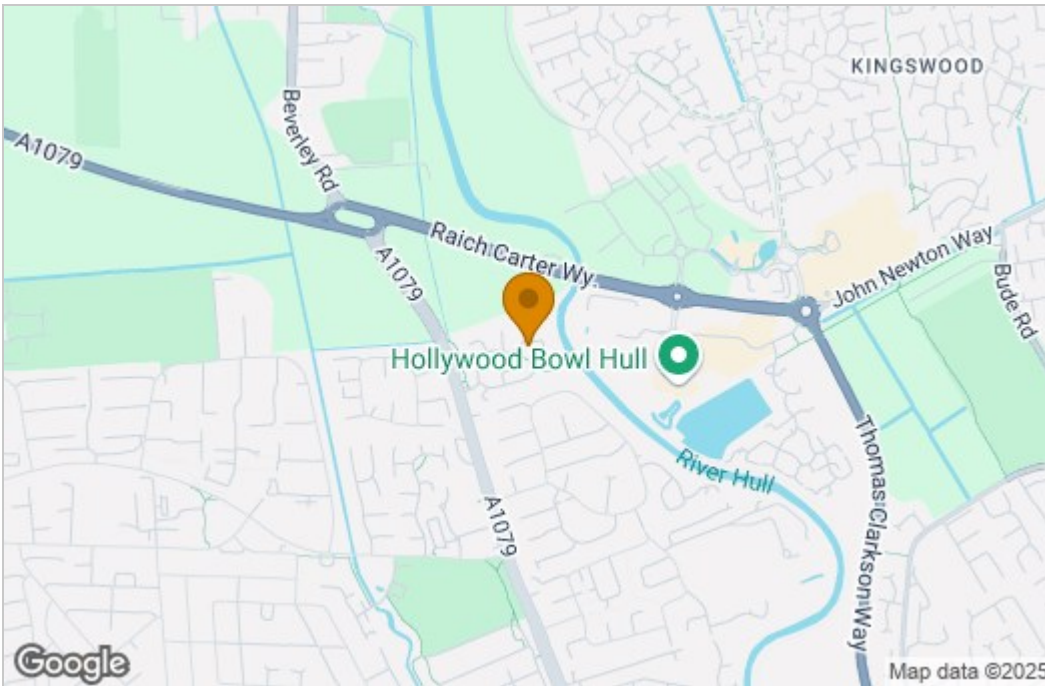 KINGSWOOD
A1079
Beverley Rd
Raich Carter Wy.
A1079
John Newton Way
Bude Rd
Hollywood Bowl Hull
River Hull
A1079
Thomas Clarkson Way
Google
Map data ©2025